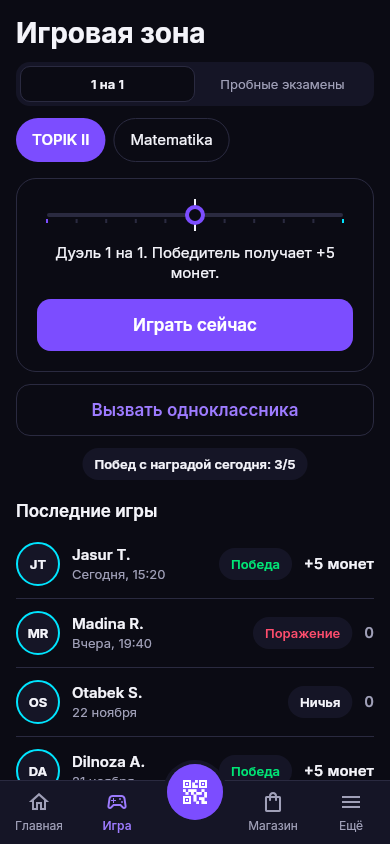 Игровая зона
1 на 1
Пробные экзамены
TOPIK II
Matematika
Дуэль 1 на 1. Победитель получает +5
монет.
Играть сейчас
Вызвать одноклассника
Побед с наградой сегодня: 3/5
Последние игры
JT
Jasur T.
Сегодня, 15:20
Победа
+5 монет
MR
Madina R.
Вчера, 19:40
Поражение
0
OS
Otabek S.
22 ноября
Ничья
0
DA
Dilnoza A.
21 ноября
Победа
+5 монет
Главная
Игра
Магазин
Ещё